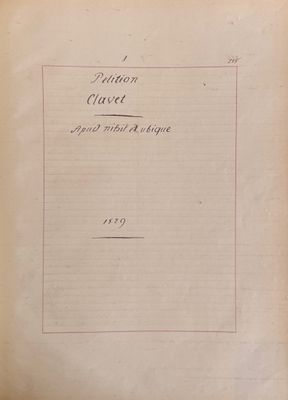 1
Petition
Clavet
Apud nihil et ubique
1829